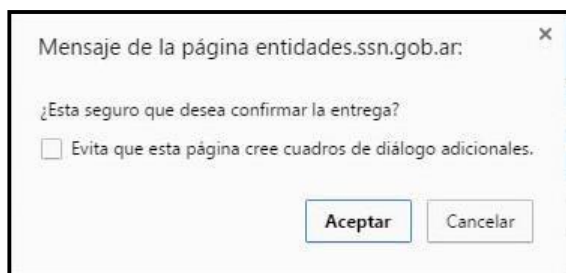 Mensaje de la página entidades.ssn.gob.ar:
¿Esta seguro que desea confirmar la entrega?
Evita que esta página cree cuadros de diálogo adicionales.
Aceptar
Cancelar